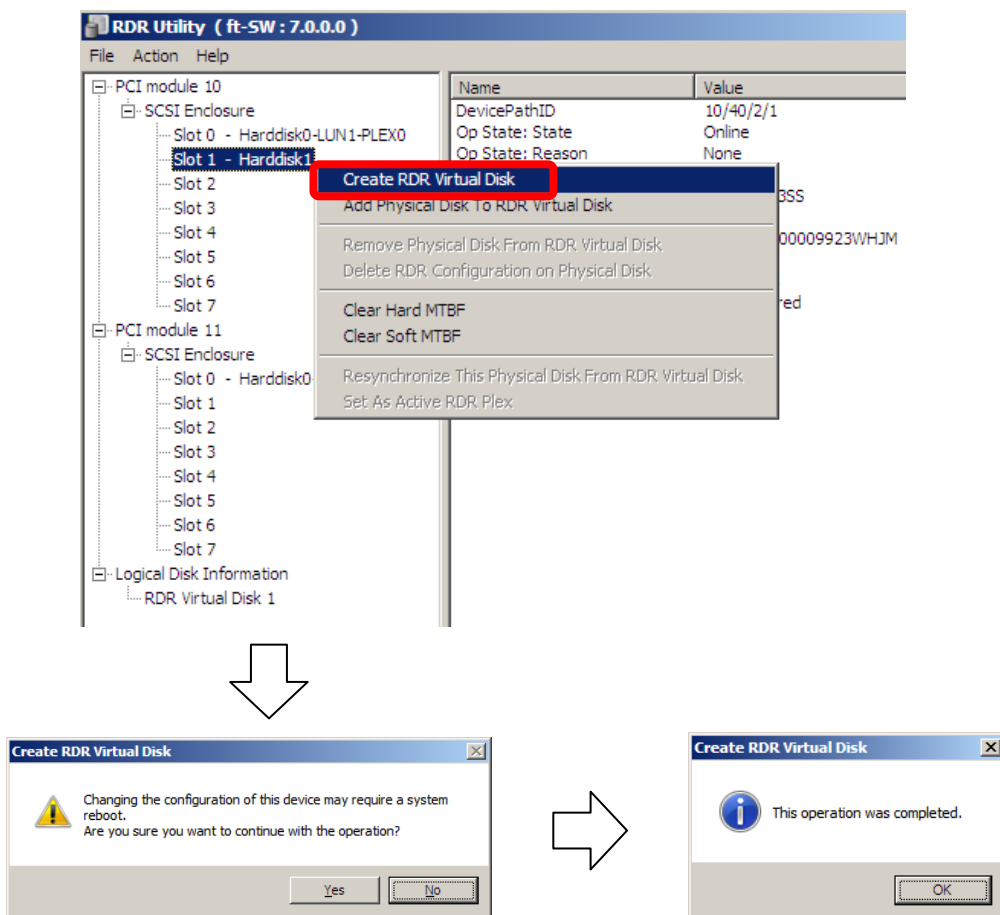 RDR Utility ( ft-SW : 7.0.0.0 )
File Action Help
PCI module 10
SCSI Enclosure
Slot 0 - Harddisk0-LUN1-PLEX0
Slot 1 - Harddisk1
Slot 2
Slot 3
Slot 4
Slot 5
Slot 6
Slot 7
PCI module 11
SCSI Enclosure
Slot 0 - Harddisk0-
Slot 1
Slot 2
Slot 3
Slot 4
Slot 5
Slot 6
Slot 7
Logical Disk Information
RDR Virtual Disk 1
Name Value
DevicePathID 10/40/2/1
Op State: State Online
Op State: Reason None
3SS
00009923WHJM
red
Create RDR Virtual Disk
Add Physical Disk To RDR Virtual Disk
Remove Physical Disk From RDR Virtual Disk
Delete RDR Configuration on Physical Disk
Clear Hard MTBF
Clear Soft MTBF
Resynchronize This Physical Disk From RDR Virtual Disk
Set As Active RDR Plex
Create RDR Virtual Disk
Changing the configuration of this device may require a system
reboot.
Are you sure you want to continue with the operation?
Yes No
Create RDR Virtual Disk
This operation was completed.
OK